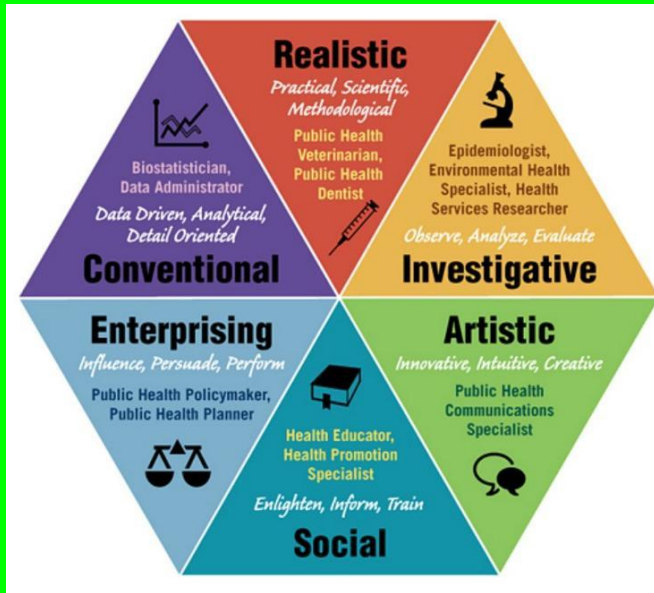 Realistic
Practical, Scientific,
Methodological
Public Health
Veterinarian,
Public Health
Dentist
Biostatistician,
Data Administrator
Data Driven, Analytical,
Detail Oriented
Conventional
Epidemiologist,
Environmental Health
Specialist, Health
Services Researcher
Observe, Analyze, Evaluate
Investigative
Enterprising
Influence, Persuade, Perform
Public Health Policymaker,
Public Health Planner
Health Educator,
Health Promotion
Specialist
Enlighten, Inform, Train
Social
Artistic
Innovative, Intuitive, Creative
Public Health
Communications
Specialist